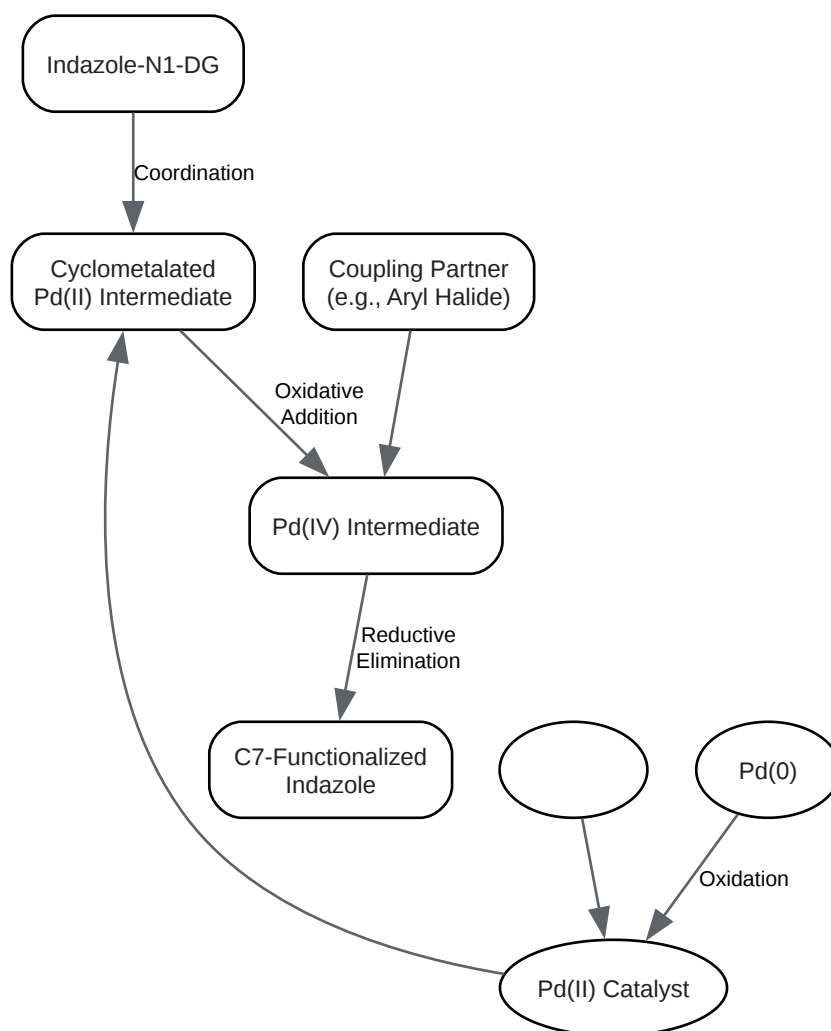 Indazole-N1-DG
Coordination
Cyclometalated
Pd(II) Intermediate
Coupling Partner
(e.g., Aryl Halide)
Oxidative
Addition
Pd(IV) Intermediate
Reductive
Elimination
C7-Functionalized
Indazole
Pd(0)
Oxidation
Pd(II) Catalyst